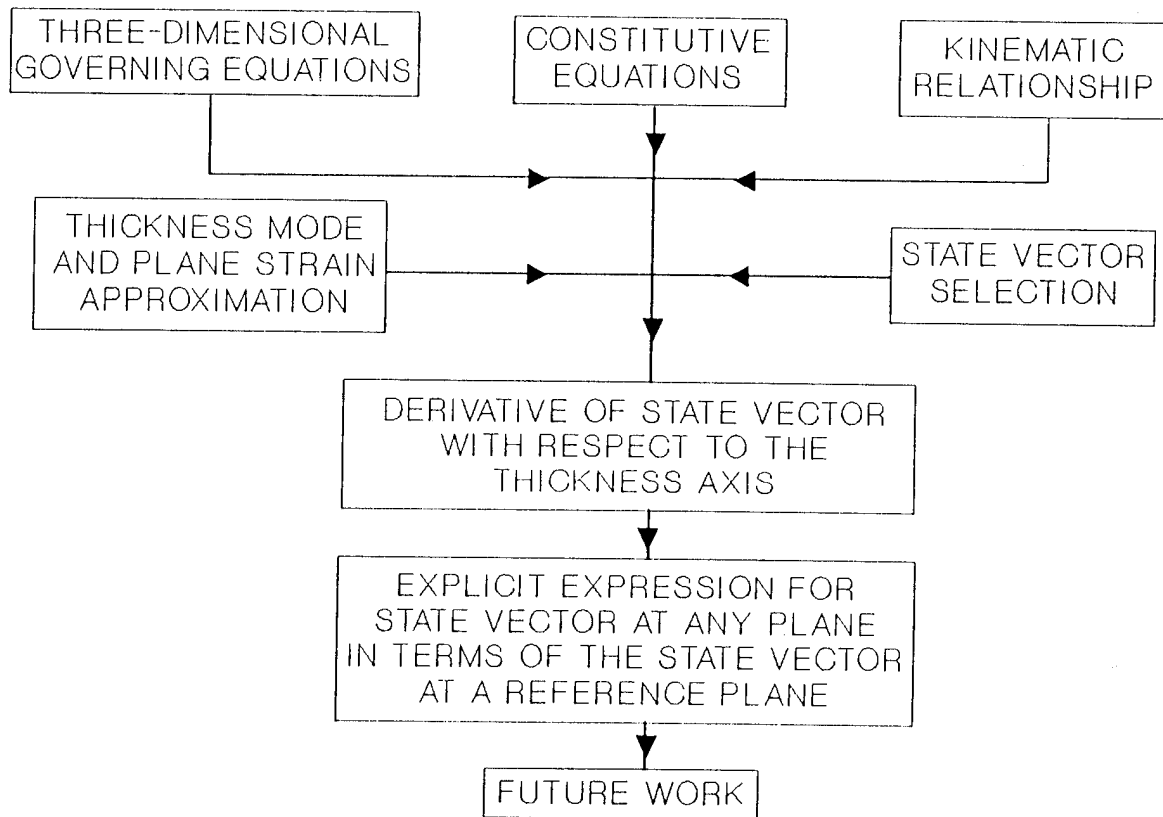 THREE-DIMENSIONAL
GOVERNING EQUATIONS
CONSTITUTIVE
EQUATIONS
KINEMATIC
RELATIONSHIP
THICKNESS MODE
AND PLANE STRAIN
APPROXIMATION
STATE VECTOR
SELECTION
DERIVATIVE OF STATE VECTOR
WITH RESPECT TO THE
THICKNESS AXIS
EXPLICIT EXPRESSION FOR
STATE VECTOR AT ANY PLANE
IN TERMS OF THE STATE VECTOR
AT A REFERENCE PLANE
FUTURE WORK